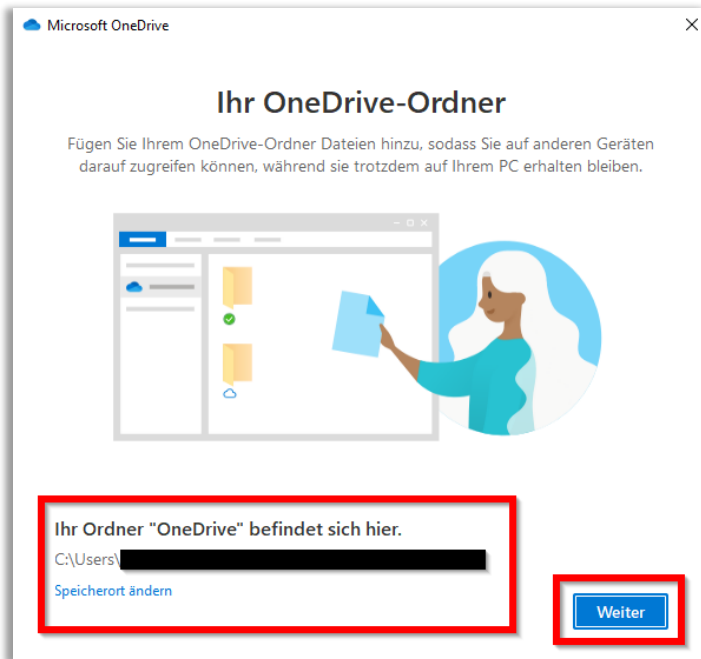 Microsoft OneDrive
Ihr OneDrive-Ordner
Fügen Sie Ihrem OneDrive-Ordner Dateien hinzu, sodass Sie auf anderen Geräten
darauf zugreifen können, während sie trotzdem auf Ihrem PC erhalten bleiben.
Ihr Ordner "OneDrive" befindet sich hier.
C:\Users\
Speicherort ändern
Weiter